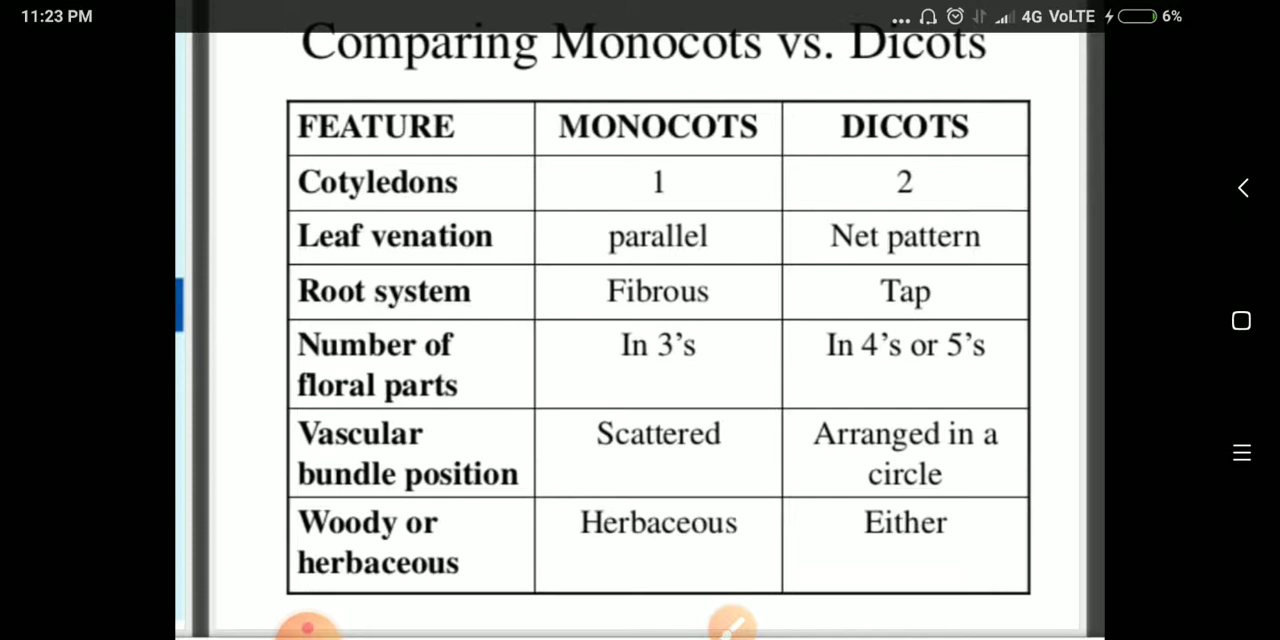 11:23 PM
... 4G VoLTE 6%
Comparing Monocots vs. Dicots
FEATURE MONOCOTS DICOTS
Cotyledons 1 2
Leaf venation parallel Net pattern
Root system Fibrous Tap
Number of In 3's In 4's or 5's
floral parts
Vascular Scattered Arranged in a
bundle position circle
Woody or Herbaceous Either
herbaceous